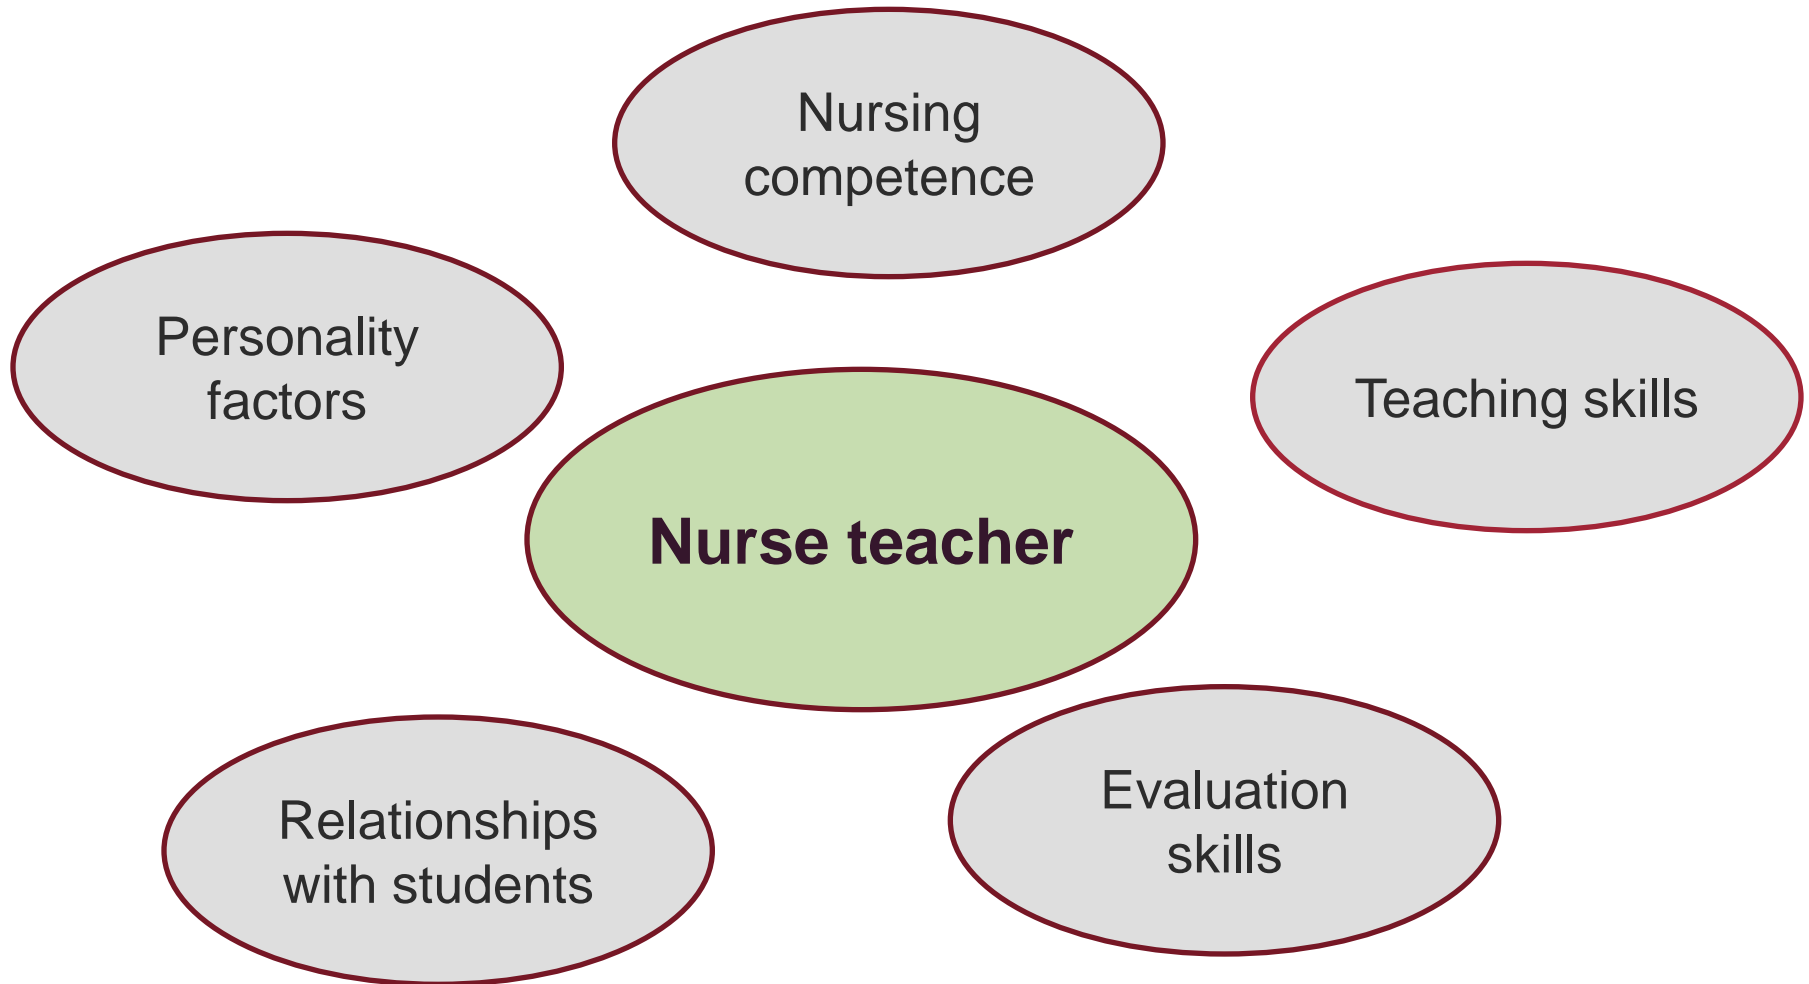 Nursing
competence
Personality
factors
Teaching skills
Nurse teacher
Evaluation
skills
Relationships
with students